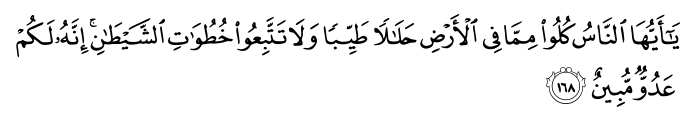 يَٰٓأَيُّهَا ٱلنَّاسُ كُلُوا۟ مِمَّا فِى ٱلْأَرْضِ حَلَٰلًا طَيِّبًا وَلَا تَتَّبِعُوا۟ خُطُوَٰتِ ٱلشَّيْطَٰنِ ۚ إِنَّهُۥ لَكُمْ
عَدُوٌّ مُّبِينٌ ١٦٨